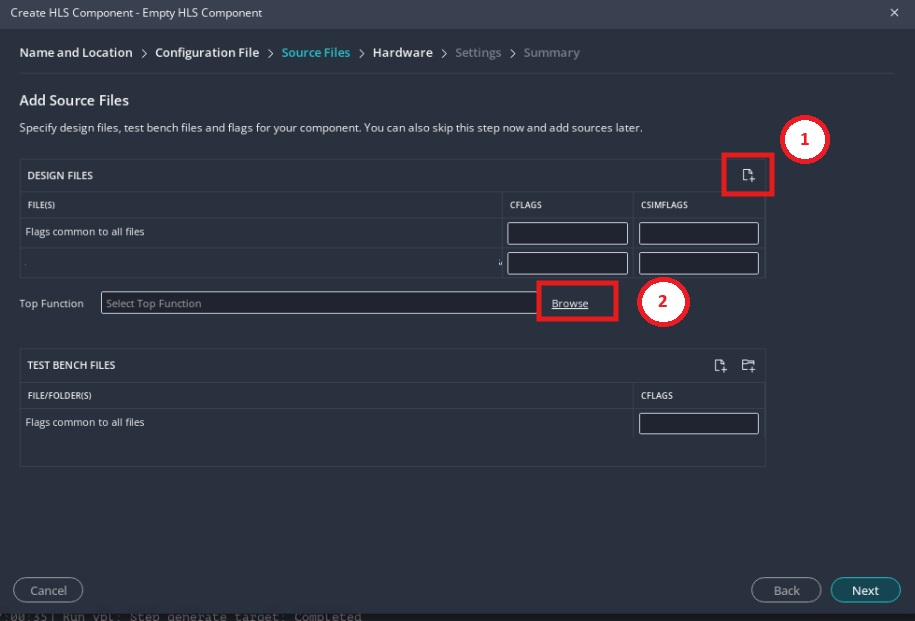 Create HLS Component - Empty HLS Component
Name and Location > Configuration File > Source Files > Hardware > Settings > Summary
Add Source Files
Specify design files, test bench files and flags for your component. You can also skip this step now and add sources later.
1
DESIGN FILES
FILE(S) CFLAGS CSIMFLAGS
Flags common to all files
Top Function Select Top Function Browse 2
TEST BENCH FILES
FILE/FOLDER(S) CFLAGS
Flags common to all files
Cancel Back Next
:00:35] Run vpl: Step generate target: Completed